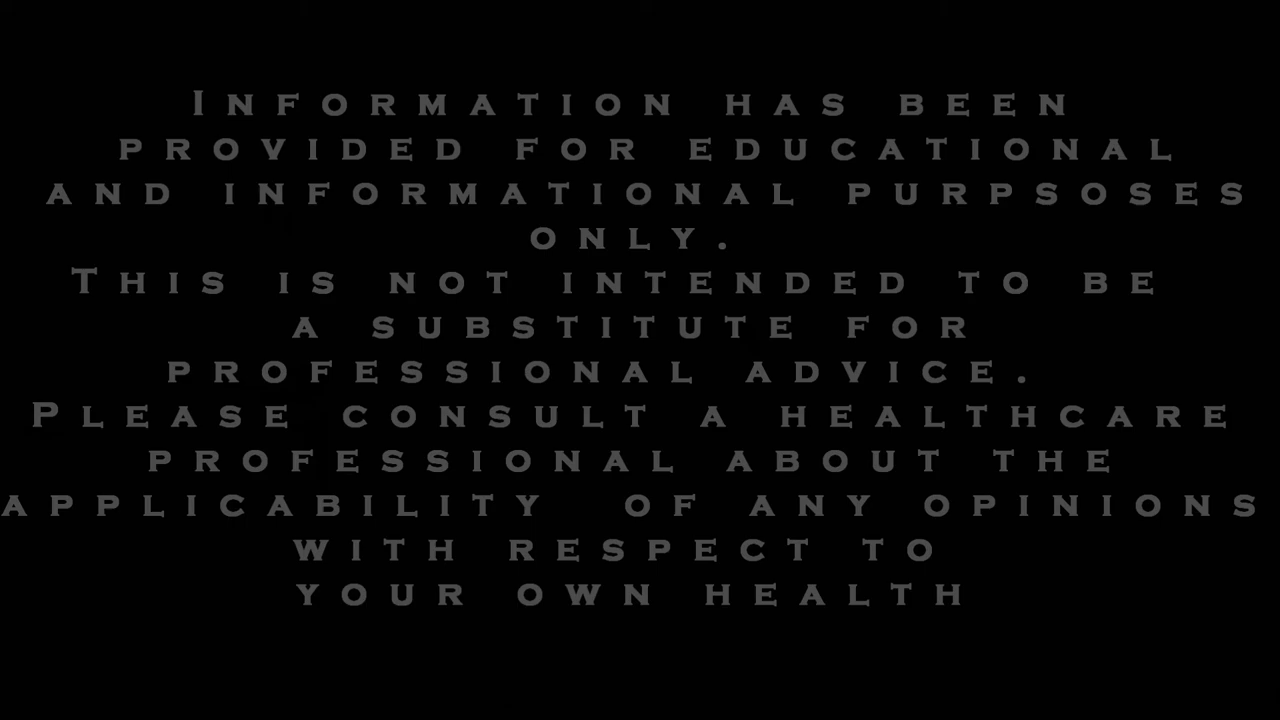 Information has been
provided for educational
and informational purpsoses
only.
This is not intended to be
a substitute for
professional advice.
Please consult a healthcare
professional about the
applicability of any opinions
with respect to
your own health